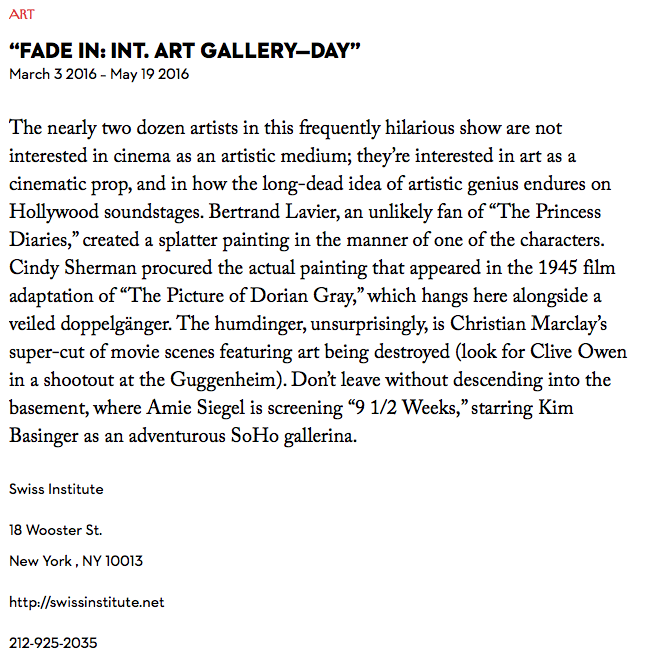 ART
“FADE IN: INT. ART GALLERY—DAY”
March 3 2016 – May 19 2016
The nearly two dozen artists in this frequently hilarious show are not
interested in cinema as an artistic medium; they’re interested in art as a
cinematic prop, and in how the long-dead idea of artistic genius endures on
Hollywood soundstages. Bertrand Lavier, an unlikely fan of “The Princess
Diaries,” created a splatter painting in the manner of one of the characters.
Cindy Sherman procured the actual painting that appeared in the 1945 film
adaptation of “The Picture of Dorian Gray,” which hangs here alongside a
veiled doppelgänger. The humdinger, unsurprisingly, is Christian Marclay’s
super-cut of movie scenes featuring art being destroyed (look for Clive Owen
in a shootout at the Guggenheim). Don’t leave without descending into the
basement, where Amie Siegel is screening “9 1/2 Weeks,” starring Kim
Basinger as an adventurous SoHo gallerina.
Swiss Institute
18 Wooster St.
New York , NY 10013
http://swissinstitute.net
212-925-2035